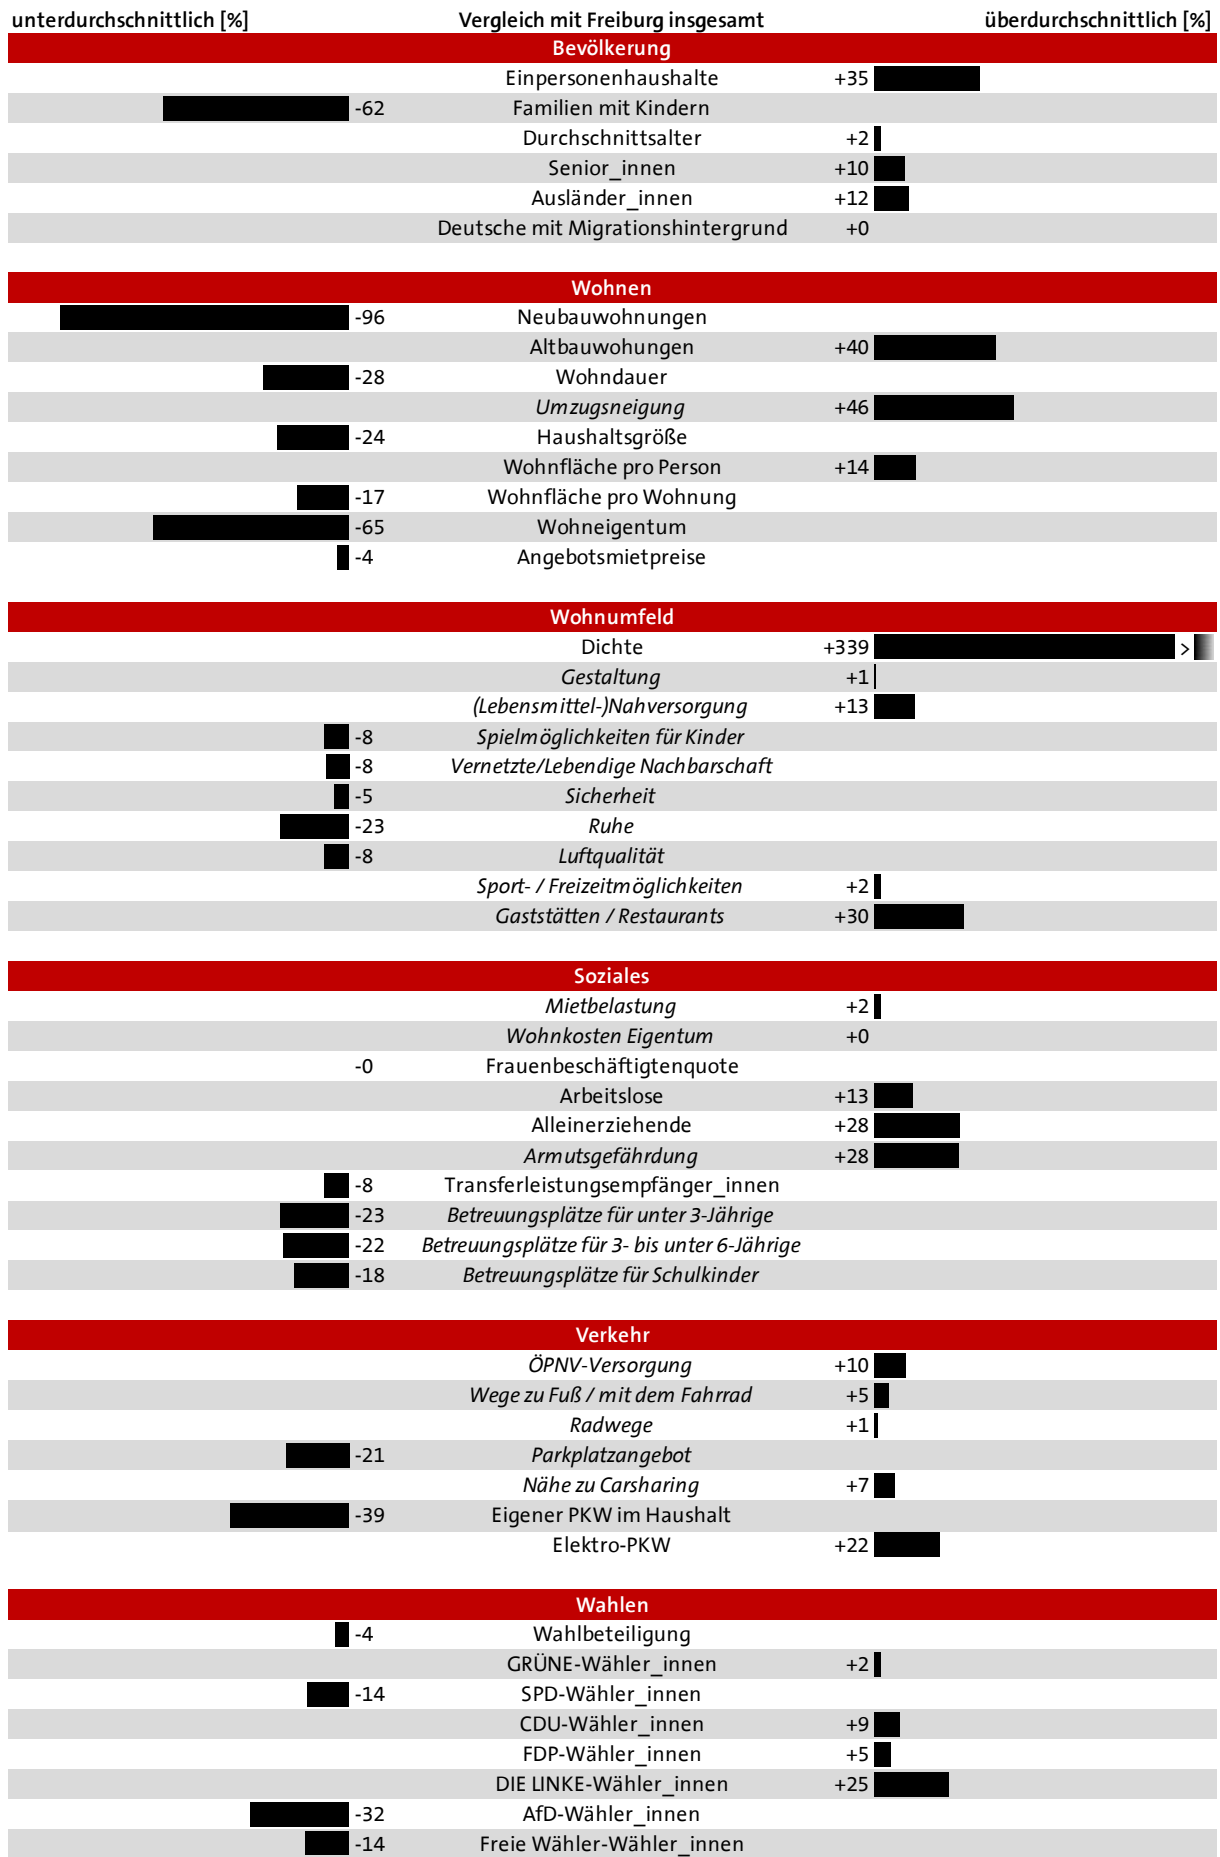 unterdurchschnittlich [%] Vergleich mit Freiburg insgesamt überdurchschnittlich [%]
Bevölkerung
Einpersonenhaushalte +35
-62 Familien mit Kindern
Durchschnittsalter +2
Senior_innen +10
Ausländer_innen +12
Deutsche mit Migrationshintergrund +0
Wohnen
-96 Neubauwohnungen
Altbauwohungen +40
-28 Wohndauer
Umzugsneigung +46
-24 Haushaltsgröße
Wohnfläche pro Person +14
-17 Wohnfläche pro Wohnung
-65 Wohneigentum
-4 Angebotsmietpreise
Wohnumfeld
Dichte +339 >
Gestaltung +1
(Lebensmittel-)Nahversorgung +13
-8 Spielmöglichkeiten für Kinder
-8 Vernetzte/Lebendige Nachbarschaft
-5 Sicherheit
-23 Ruhe
-8 Luftqualität
Sport- / Freizeitmöglichkeiten +2
Gaststätten / Restaurants +30
Soziales
Mietbelastung +2
Wohnkosten Eigentum +0
-0 Frauenbeschäftigtenquote
Arbeitslose +13
Alleinerziehende +28
Armutsgefährdung +28
-8 Transferleistungsempfänger_innen
-23 Betreuungsplätze für unter 3-Jährige
-22 Betreuungsplätze für 3- bis unter 6-Jährige
-18 Betreuungsplätze für Schulkinder
Verkehr
ÖPNV-Versorgung +10
Wege zu Fuß / mit dem Fahrrad +5
Radwege +1
-21 Parkplatzangebot
Nähe zu Carsharing +7
-39 Eigener PKW im Haushalt
Elektro-PKW +22
Wahlen
-4 Wahlbeteiligung
GRÜNE-Wähler_innen +2
-14 SPD-Wähler_innen
CDU-Wähler_innen +9
FDP-Wähler_innen +5
DIE LINKE-Wähler_innen +25
-32 AfD-Wähler_innen
-14 Freie Wähler-Wähler_innen